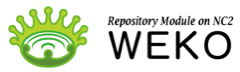 Repository Module on NC2
WEKO